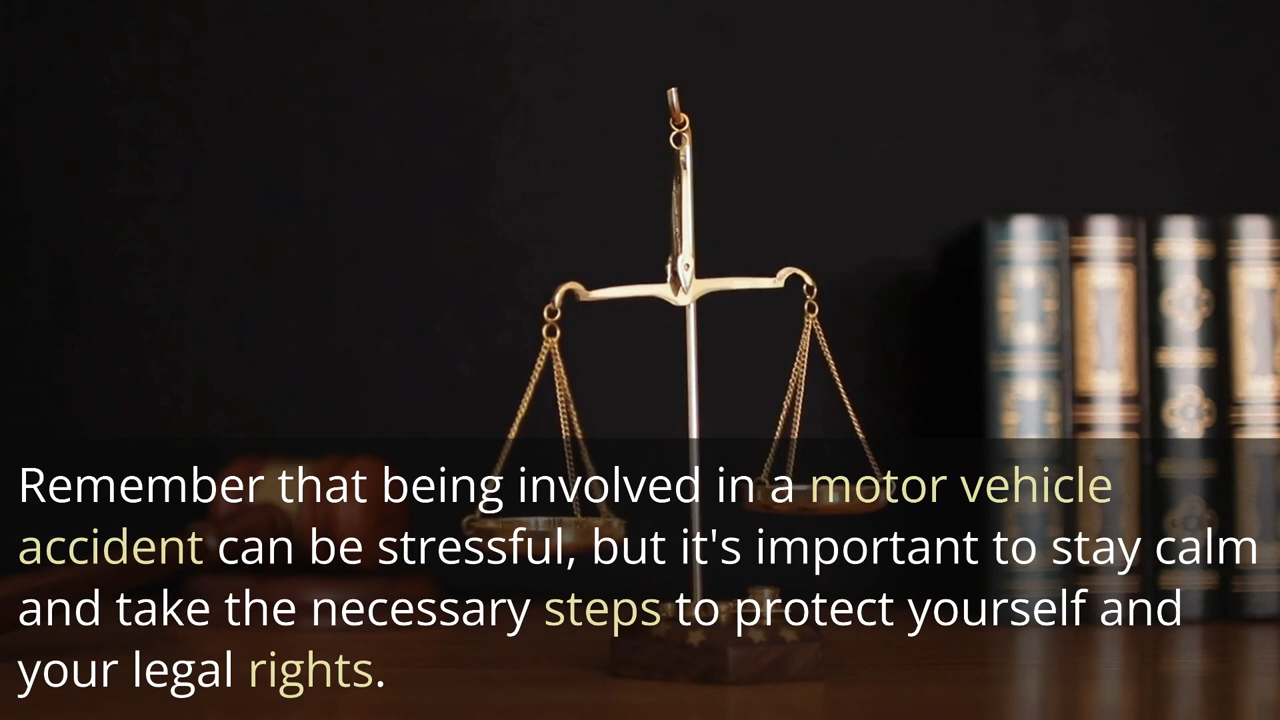 Remember that being involved in a motor vehicle
accident can be stressful, but it's important to stay calm
and take the necessary steps to protect yourself and
your legal rights.